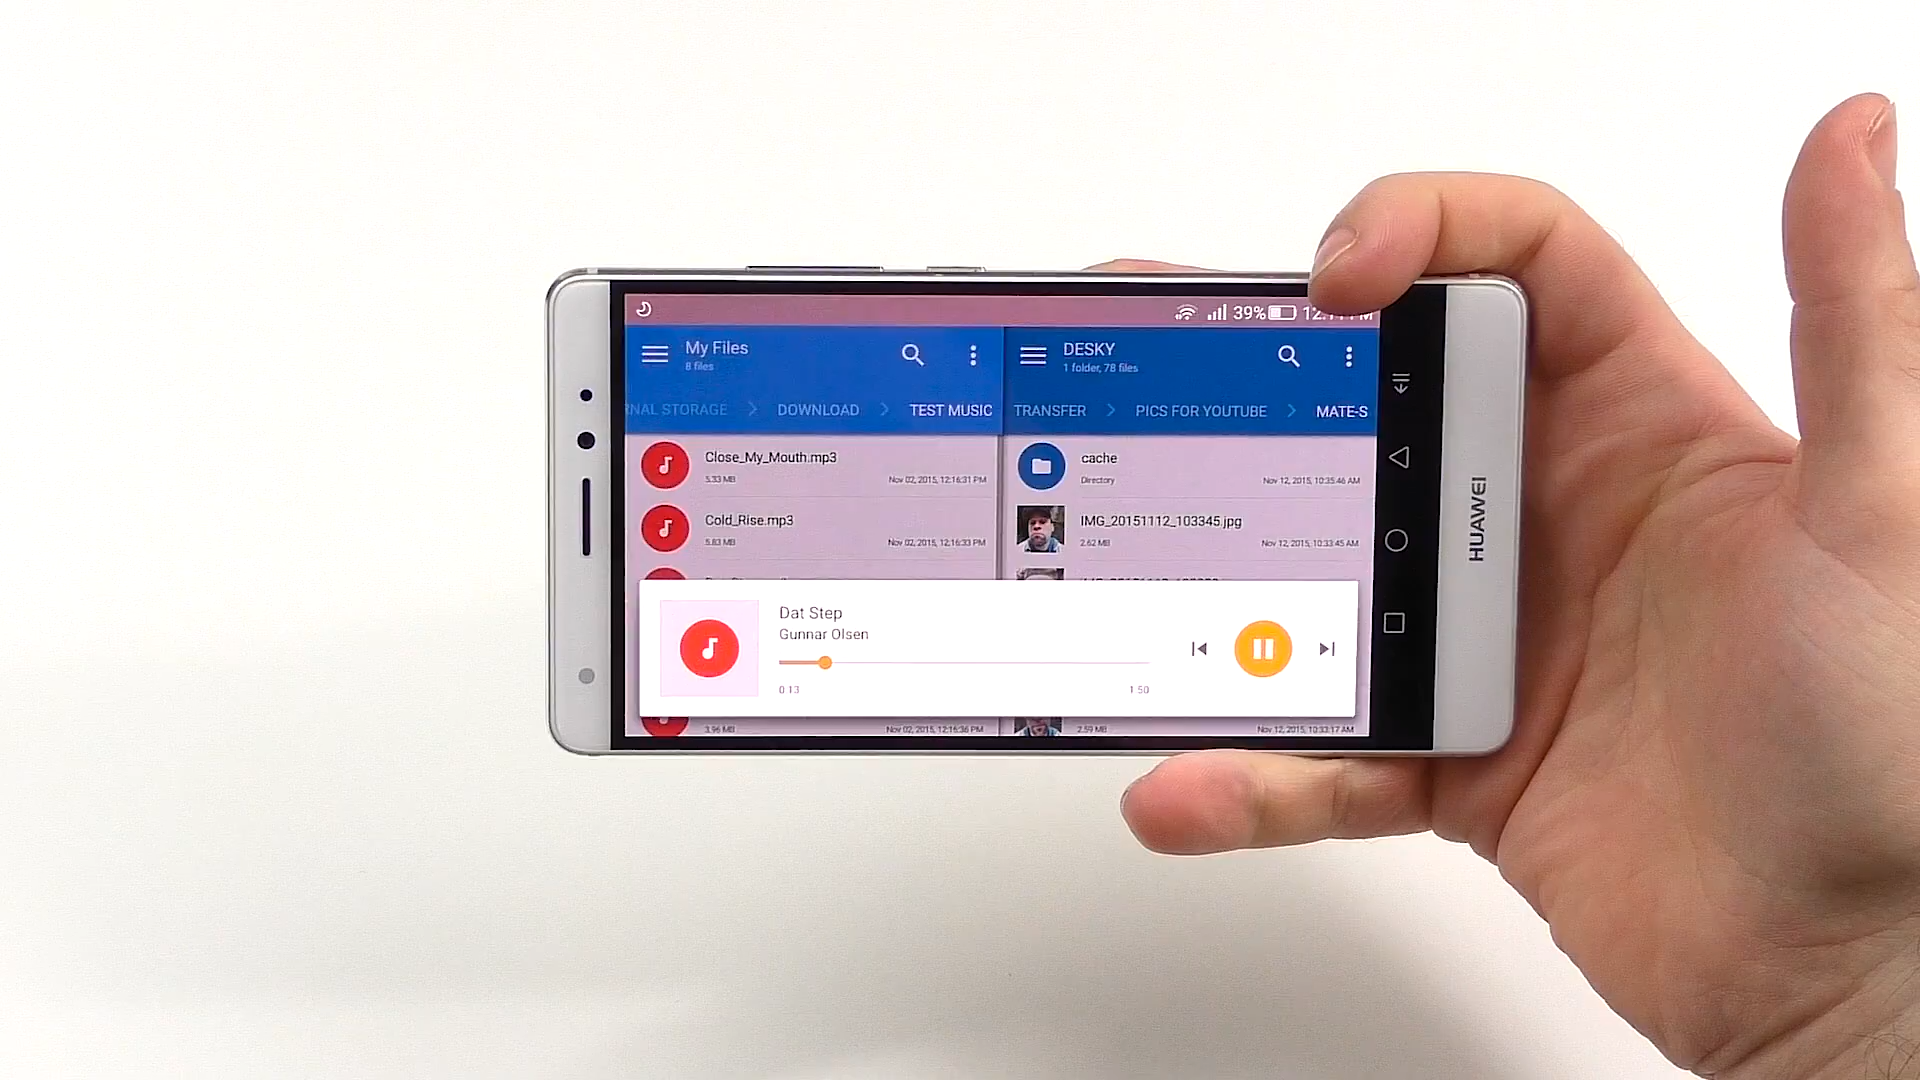 39%
My Files
8 files
RNAL STORAGE > DOWNLOAD > TEST MUSIC
Close_My_Mouth.mp3
5.33 MB Nov 02, 2015, 12:16:31 PM
Cold_Rise.mp3
5.83 MB Nov 02, 2015, 12:16:33 PM
3.96 MB Nov 02, 2015, 12:16:36 PM
DESKY
1 folder, 78 files
TRANSFER > PICS FOR YOUTUBE > MATE-S
cache
Directory Nov 12, 2015, 10:35:46 AM
IMG_20151112_103345.jpg
2.62 MB Nov 12, 2015, 10:33:45 AM
2.59 MB Nov 12, 2015, 10:33:17 AM
Dat Step
Gunnar Olsen
0:13 1:50
HUAWEI